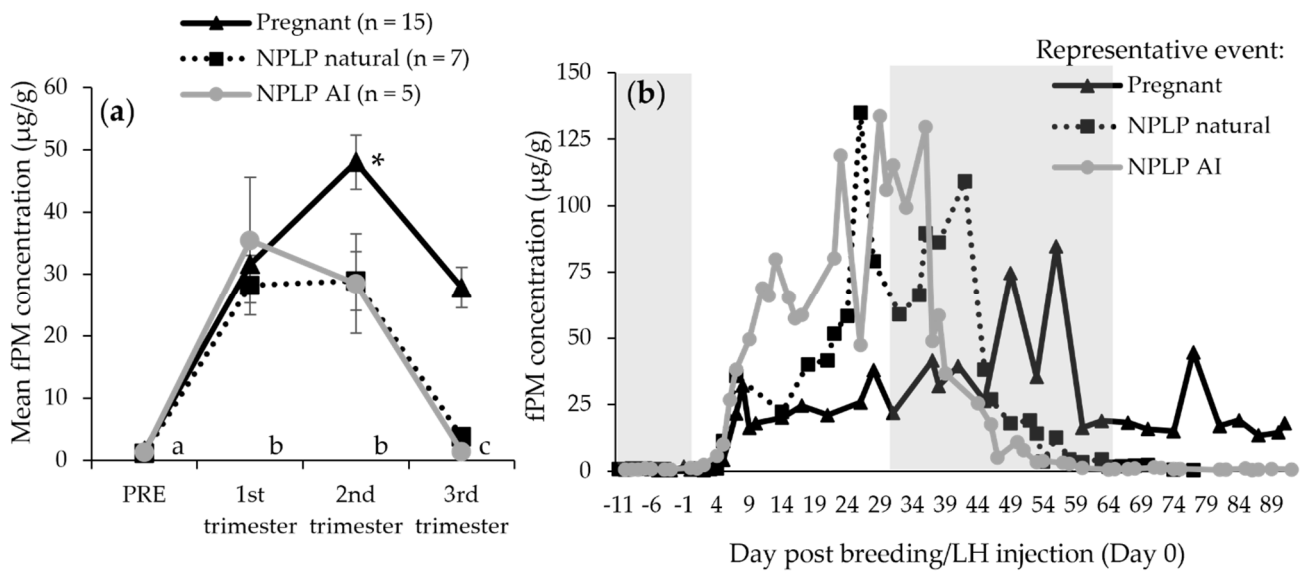 Pregnant (n = 15)
NPLP natural (n = 7)
NPLP AI (n = 5)
(a)
Mean fPM concentration (µg/g)
60
50
40
30
20
10
0
*
a
b
b
c
PRE
1st
trimester
2nd
trimester
3rd
trimester
Representative event:
Pregnant
NPLP natural
NPLP AI
(b)
fPM concentration (µg/g)
150
125
100
75
50
25
0
-11 -6 -1 4 9 14 19 24 29 34 39 44 49 54 59 64 69 74 79 84 89
Day post breeding/LH injection (Day 0)